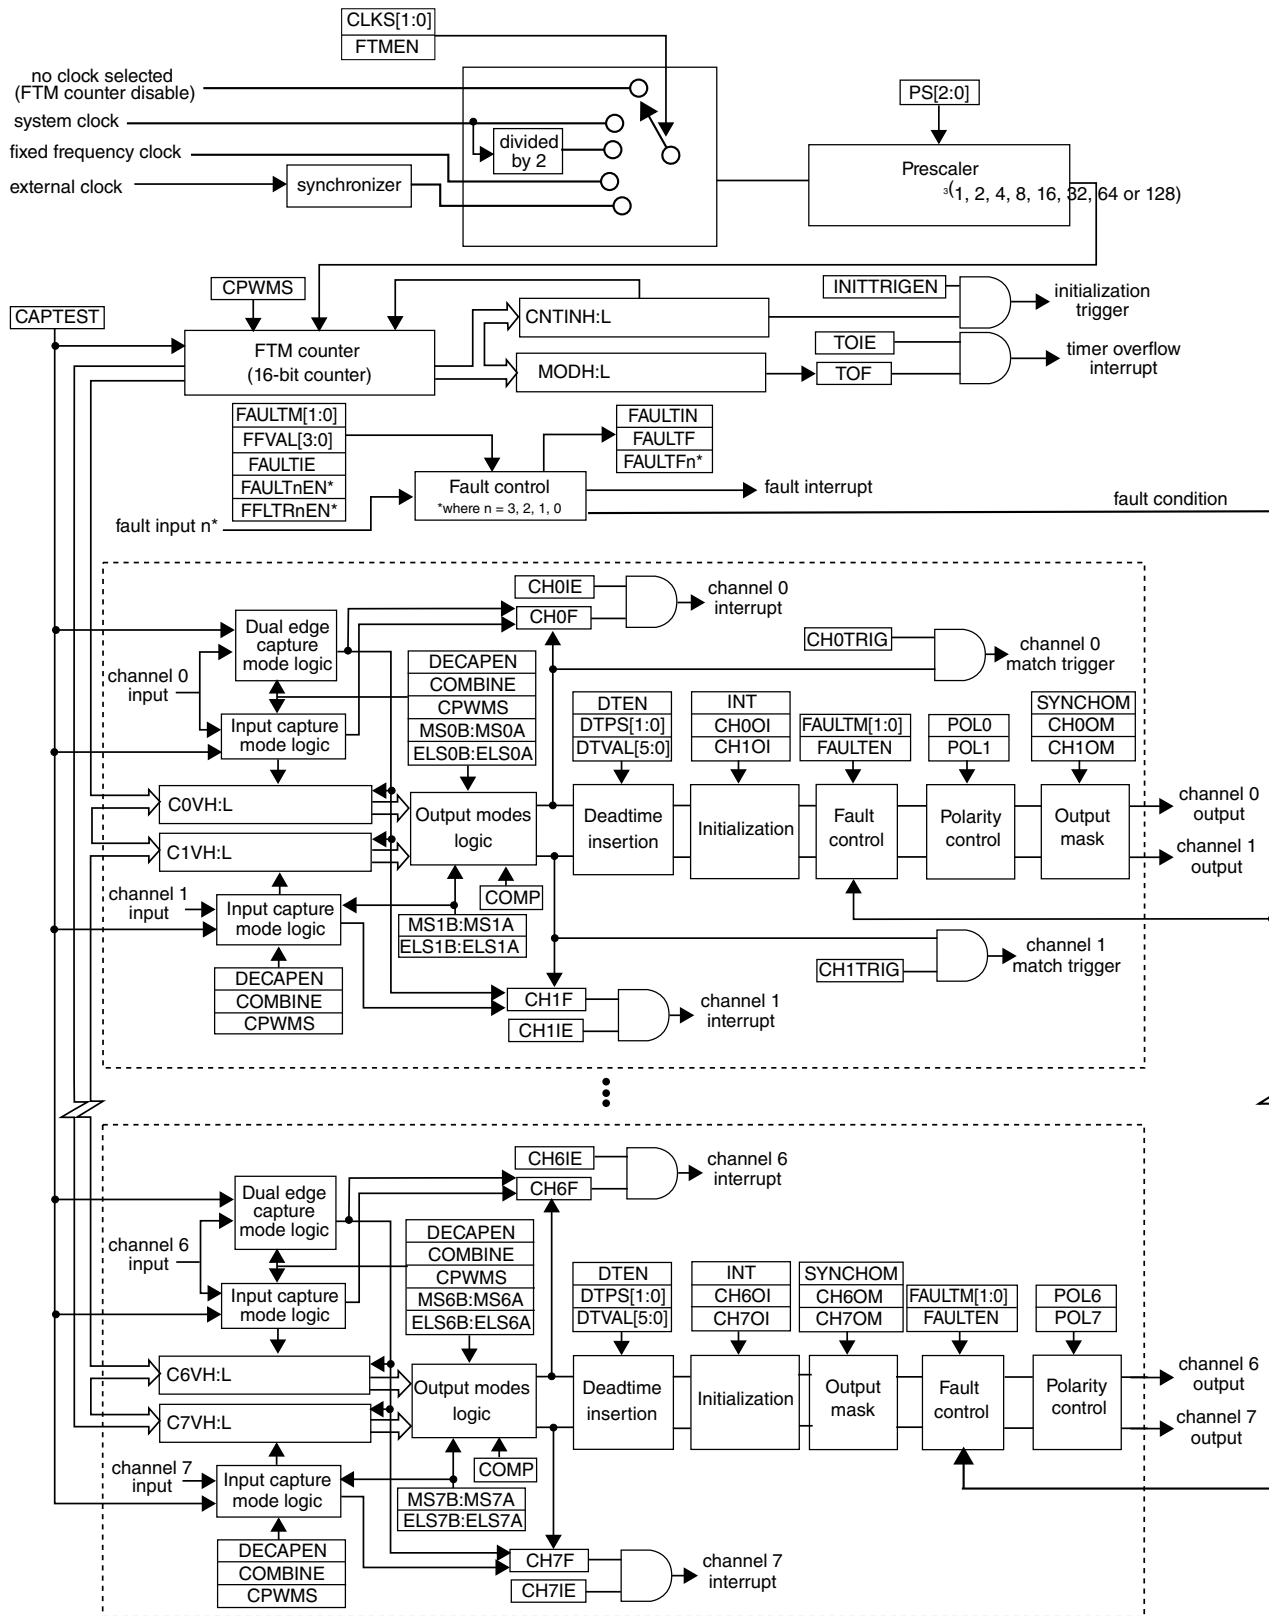 CLKS[1:0]
FTMEN
no clock selected
(FTM counter disable)
system clock
fixed frequency clock
external clock
synchronizer
divided
by 2
PS[2:0]
Prescaler
3(1, 2, 4, 8, 16, 32, 64 or 128)
CAPTEST
CPWMS
FTM counter
(16-bit counter)
CNTINH:L
MODH:L
INITTRIGEN
initialization
trigger
TOIE
TOF
timer overflow
interrupt
FAULTM[1:0]
FFVAL[3:0]
FAULTIE
FAULTnEN*
FFLTRnEN*
fault input n*
Fault control
*where n = 3, 2, 1, 0
FAULTIN
FAULTF
FAULTFn*
fault interrupt
fault condition
CH0IE
CH0F
channel 0
interrupt
Dual edge
capture
mode logic
channel 0
input
Input capture
mode logic
DECAPEN
COMBINE
CPWMS
MS0B:MS0A
ELS0B:ELS0A
CH0TRIG
channel 0
match trigger
DTEN
DTPS[1:0]
DTVAL[5:0]
INT
CH0OI
CH1OI
FAULTM[1:0]
FAULTEN
POL0
POL1
SYNCHOM
CH0OM
CH1OM
C0VH:L
C1VH:L
Output modes
logic
Deadtime
insertion
Initialization
Fault
control
Polarity
control
Output
mask
channel 0
output
channel 1
output
channel 1
input
Input capture
mode logic
COMP
MS1B:MS1A
ELS1B:ELS1A
DECAPEN
COMBINE
CPWMS
CH1F
CH1IE
channel 1
interrupt
CH1TRIG
channel 1
match trigger
CH6IE
CH6F
channel 6
interrupt
Dual edge
capture
mode logic
channel 6
input
Input capture
mode logic
DECAPEN
COMBINE
CPWMS
MS6B:MS6A
ELS6B:ELS6A
DTEN
DTPS[1:0]
DTVAL[5:0]
INT
CH6OI
CH7OI
SYNCHOM
CH6OM
CH7OM
FAULTM[1:0]
FAULTEN
POL6
POL7
C6VH:L
C7VH:L
Output modes
logic
Deadtime
insertion
Initialization
Output
mask
Fault
control
Polarity
control
channel 6
output
channel 7
output
channel 7
input
Input capture
mode logic
COMP
MS7B:MS7A
ELS7B:ELS7A
DECAPEN
COMBINE
CPWMS
CH7F
CH7IE
channel 7
interrupt